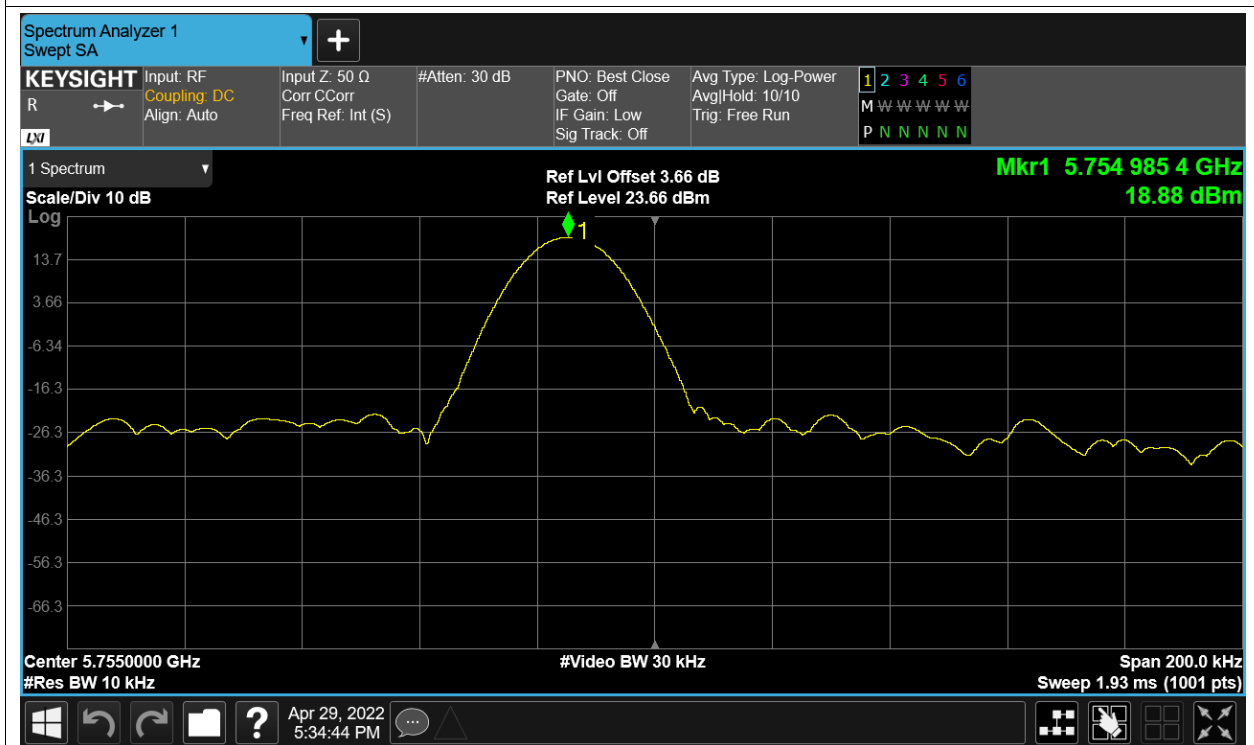 Spectrum Analyzer 1
Swept SA
KEYSIGHT
R
LXI
Input: RF
Coupling: DC
Align: Auto
Input Z: 50 Ω
Corr CCorr
Freq Ref: Int (S)
#Atten: 30 dB
PNO: Best Close
Gate: Off
IF Gain: Low
Sig Track: Off
Avg Type: Log-Power
Avg|Hold: 10/10
Trig: Free Run
1 2 3 4 5 6
M W W W W W
P N N N N N
1 Spectrum
Scale/Div 10 dB
Log
Ref Lvl Offset 3.66 dB
Ref Level 23.66 dBm
Mkr1 5.754 985 4 GHz
18.88 dBm
1
13.7
3.66
-6.34
-16.3
-26.3
-36.3
-46.3
-56.3
-66.3
Center 5.7550000 GHz
#Res BW 10 kHz
#Video BW 30 kHz
Span 200.0 kHz
Sweep 1.93 ms (1001 pts)
?
Apr 29, 2022
5:34:44 PM